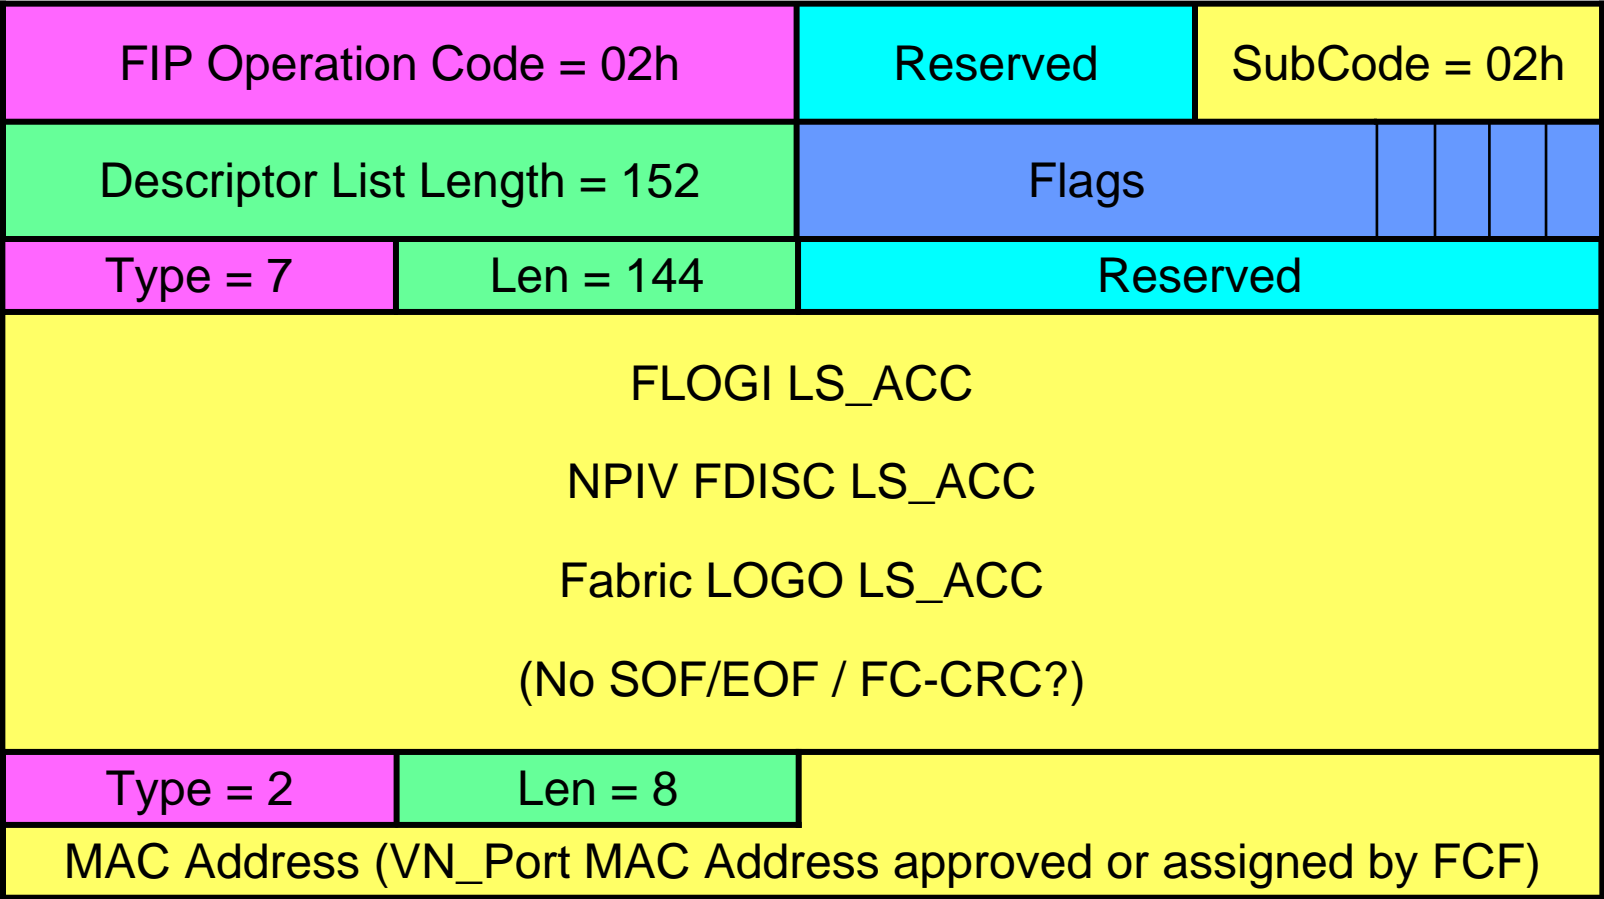 FIP Operation Code = 02h Reserved SubCode = 02h
Descriptor List Length = 152 Flags
Type = 7 Len = 144 Reserved
FLOGI LS_ACC
NPIV FDISC LS_ACC
Fabric LOGO LS_ACC
(No SOF/EOF / FC-CRC?)
Type = 2 Len = 8
MAC Address (VN_Port MAC Address approved or assigned by FCF)